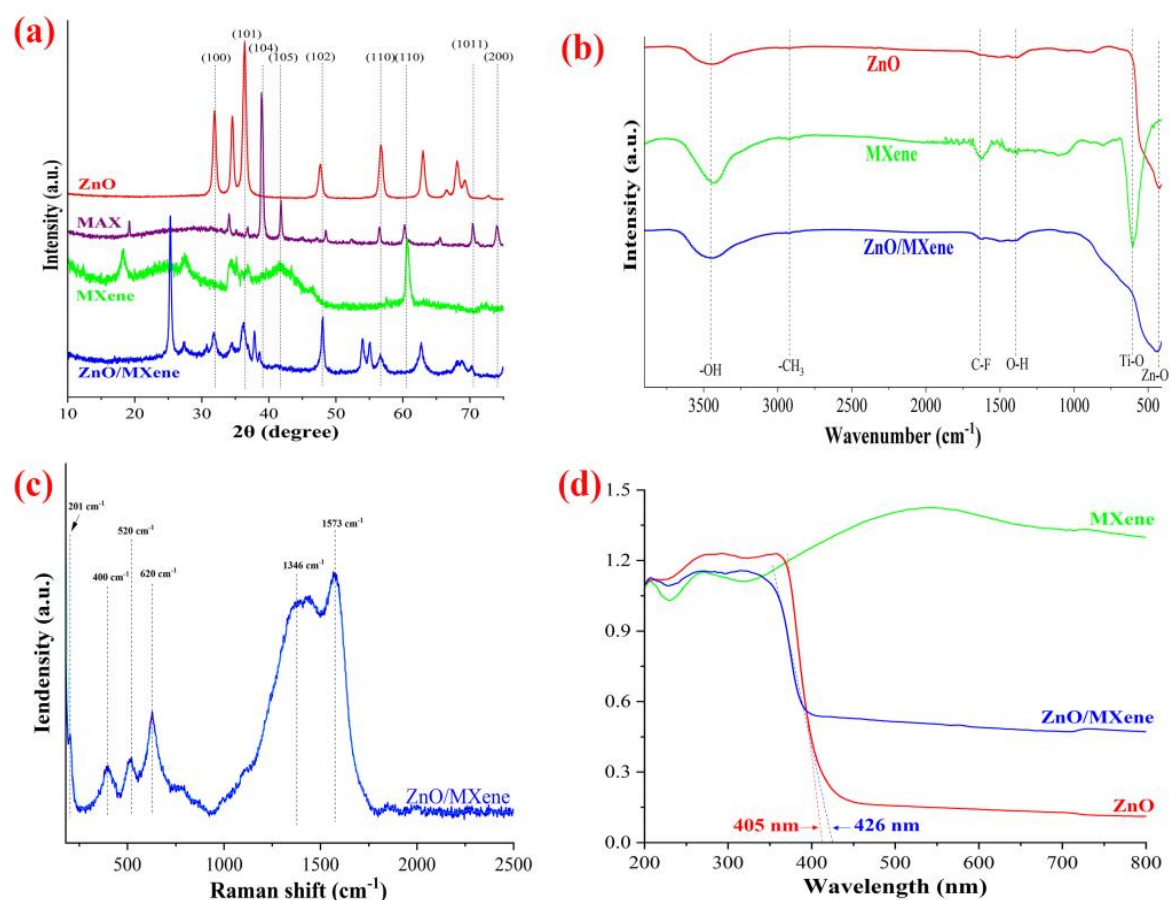 (a)
(100)
(101)
(104)
(105)
(102)
(110)
(110)
(1011)
(200)
ZnO
MAX
MXene
ZnO/MXene
Intensity (a.u.)
10 20 30 40 50 60 70
2θ (degree)
(b)
ZnO
MXene
ZnO/MXene
-OH
-CH3
C-F
O-H
Ti-O
Zn-O
Intensity (a.u.)
3500 3000 2500 2000 1500 1000 500
Wavenumber (cm-1)
(c)
201 cm-1
400 cm-1
520 cm-1
620 cm-1
1346 cm-1
1573 cm-1
ZnO/MXene
Iendensity (a.u.)
500 1000 1500 2000 2500
Raman shift (cm-1)
(d)
1.5
1.2
0.9
0.6
0.3
0.0
MXene
ZnO/MXene
ZnO
405 nm
426 nm
200 300 400 500 600 700 800
Wavelength (nm)